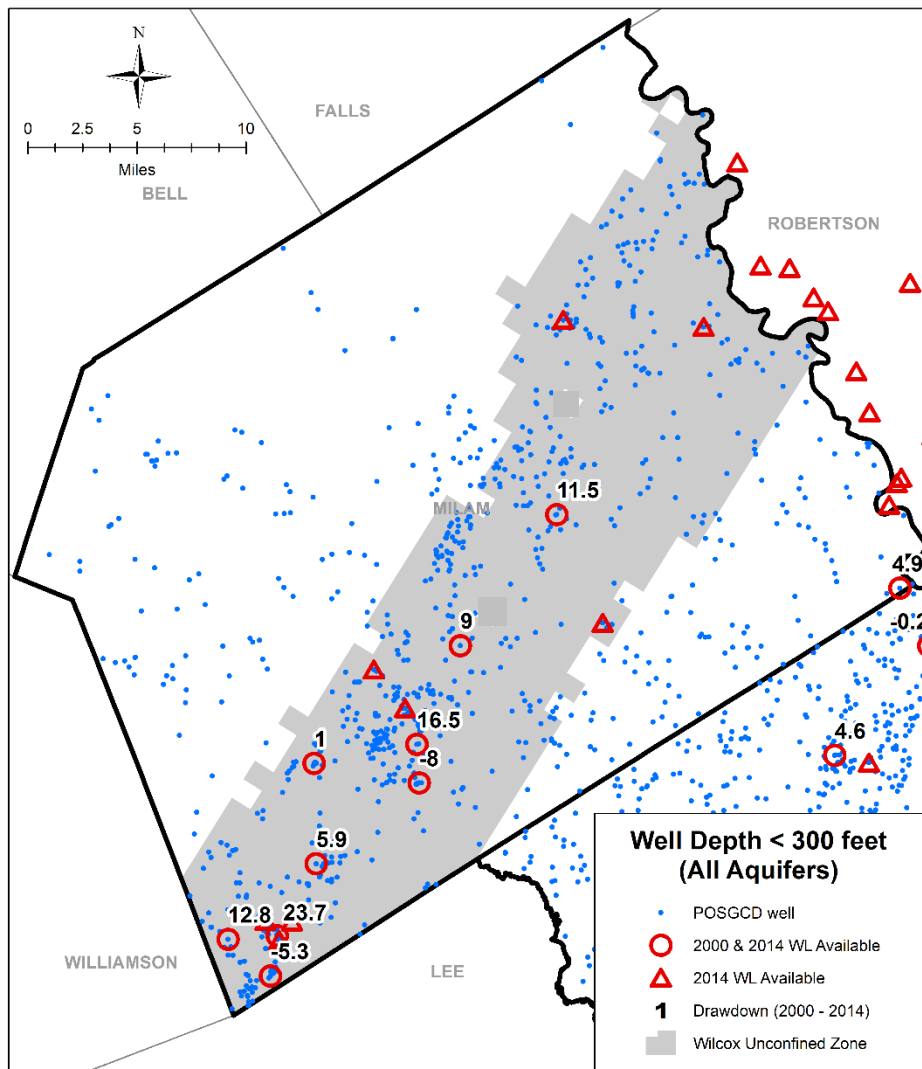 N
0 2.5 5 10
Miles
FALLS
BELL
ROBERTSON
11.5
MILAM
4.9
-0.2
9
16.5
4.6
1
-8
5.9
12.8
23.7
-5.3
WILLIAMSON
LEE
Well Depth < 300 feet
(All Aquifers)
POSGCD well
2000 & 2014 WL Available
2014 WL Available
1 Drawdown (2000 - 2014)
Wilcox Unconfined Zone